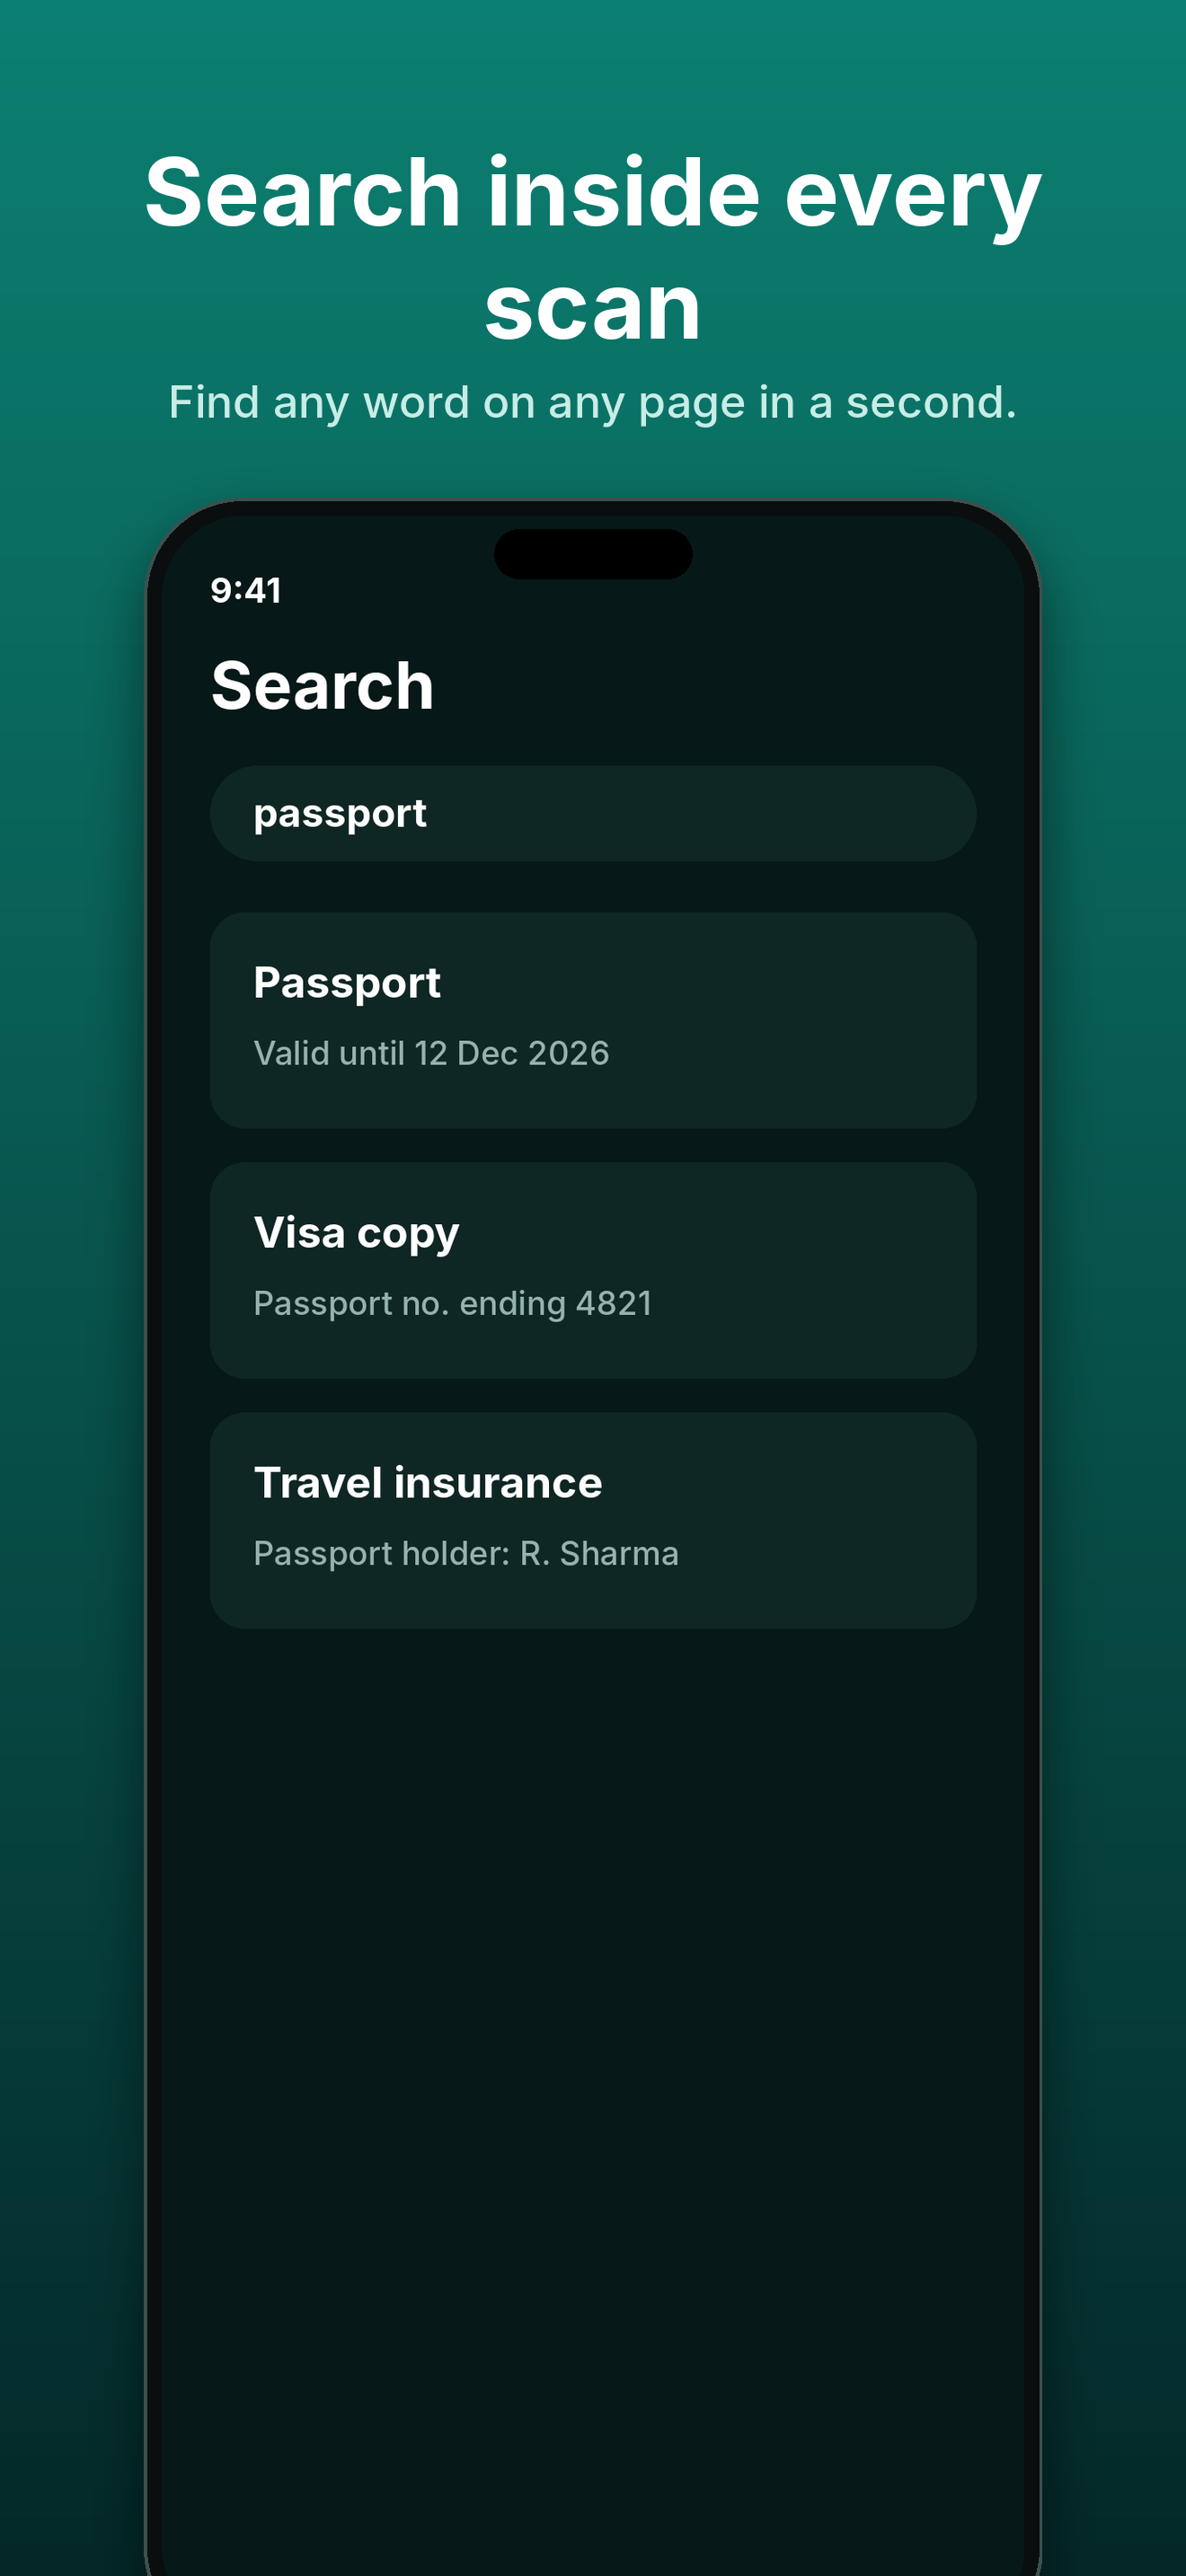 Search inside every
scan
Find any word on any page in a second.
9:41
Search
passport
Passport
Valid until 12 Dec 2026
Visa copy
Passport no. ending 4821
Travel insurance
Passport holder: R. Sharma